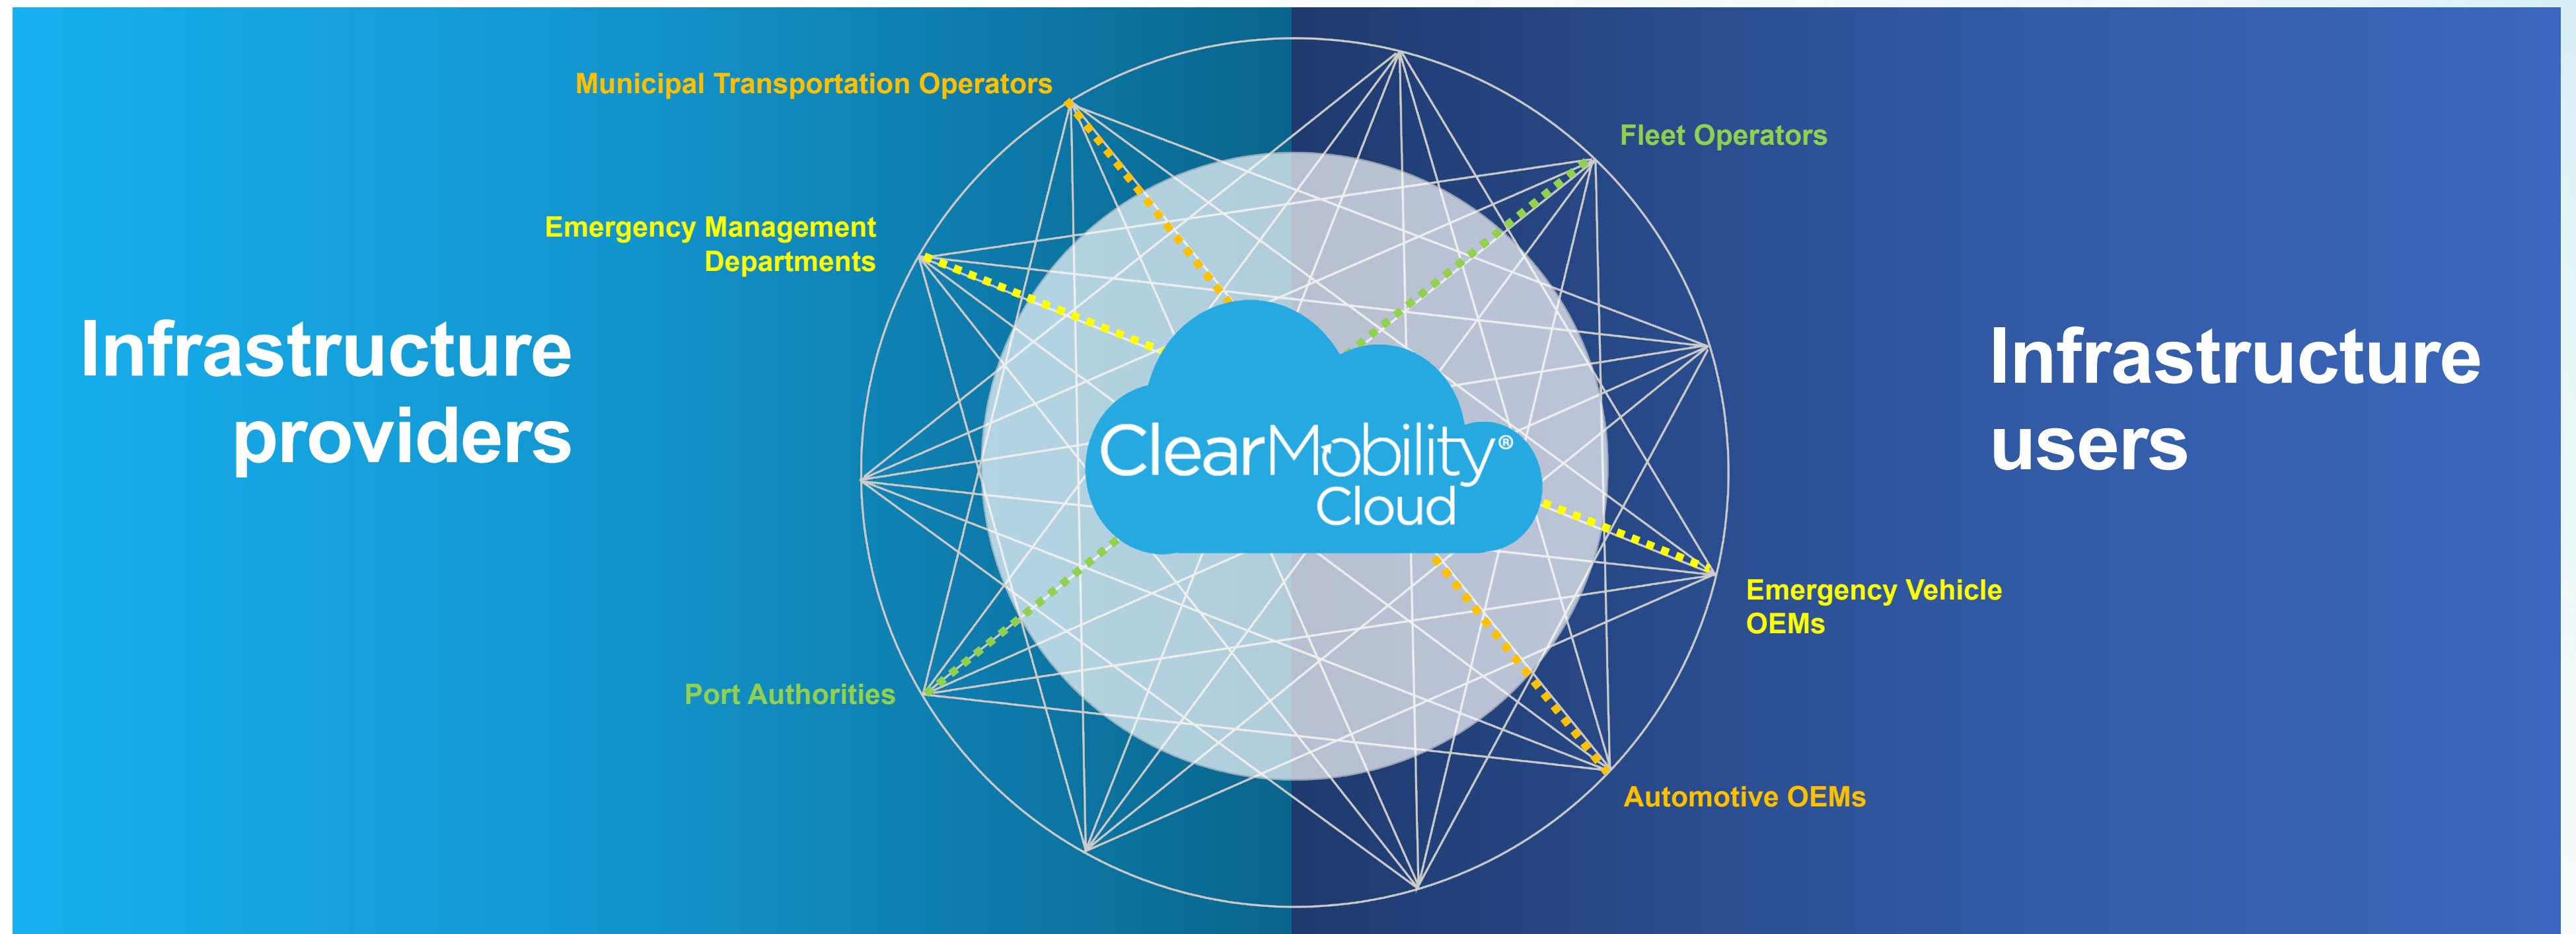 Municipal Transportation Operators
Fleet Operators
Emergency Management
Departments
Infrastructure
providers
Infrastructure
users
ClearMobility®
Cloud
Emergency Vehicle
OEMs
Port Authorities
Automotive OEMs